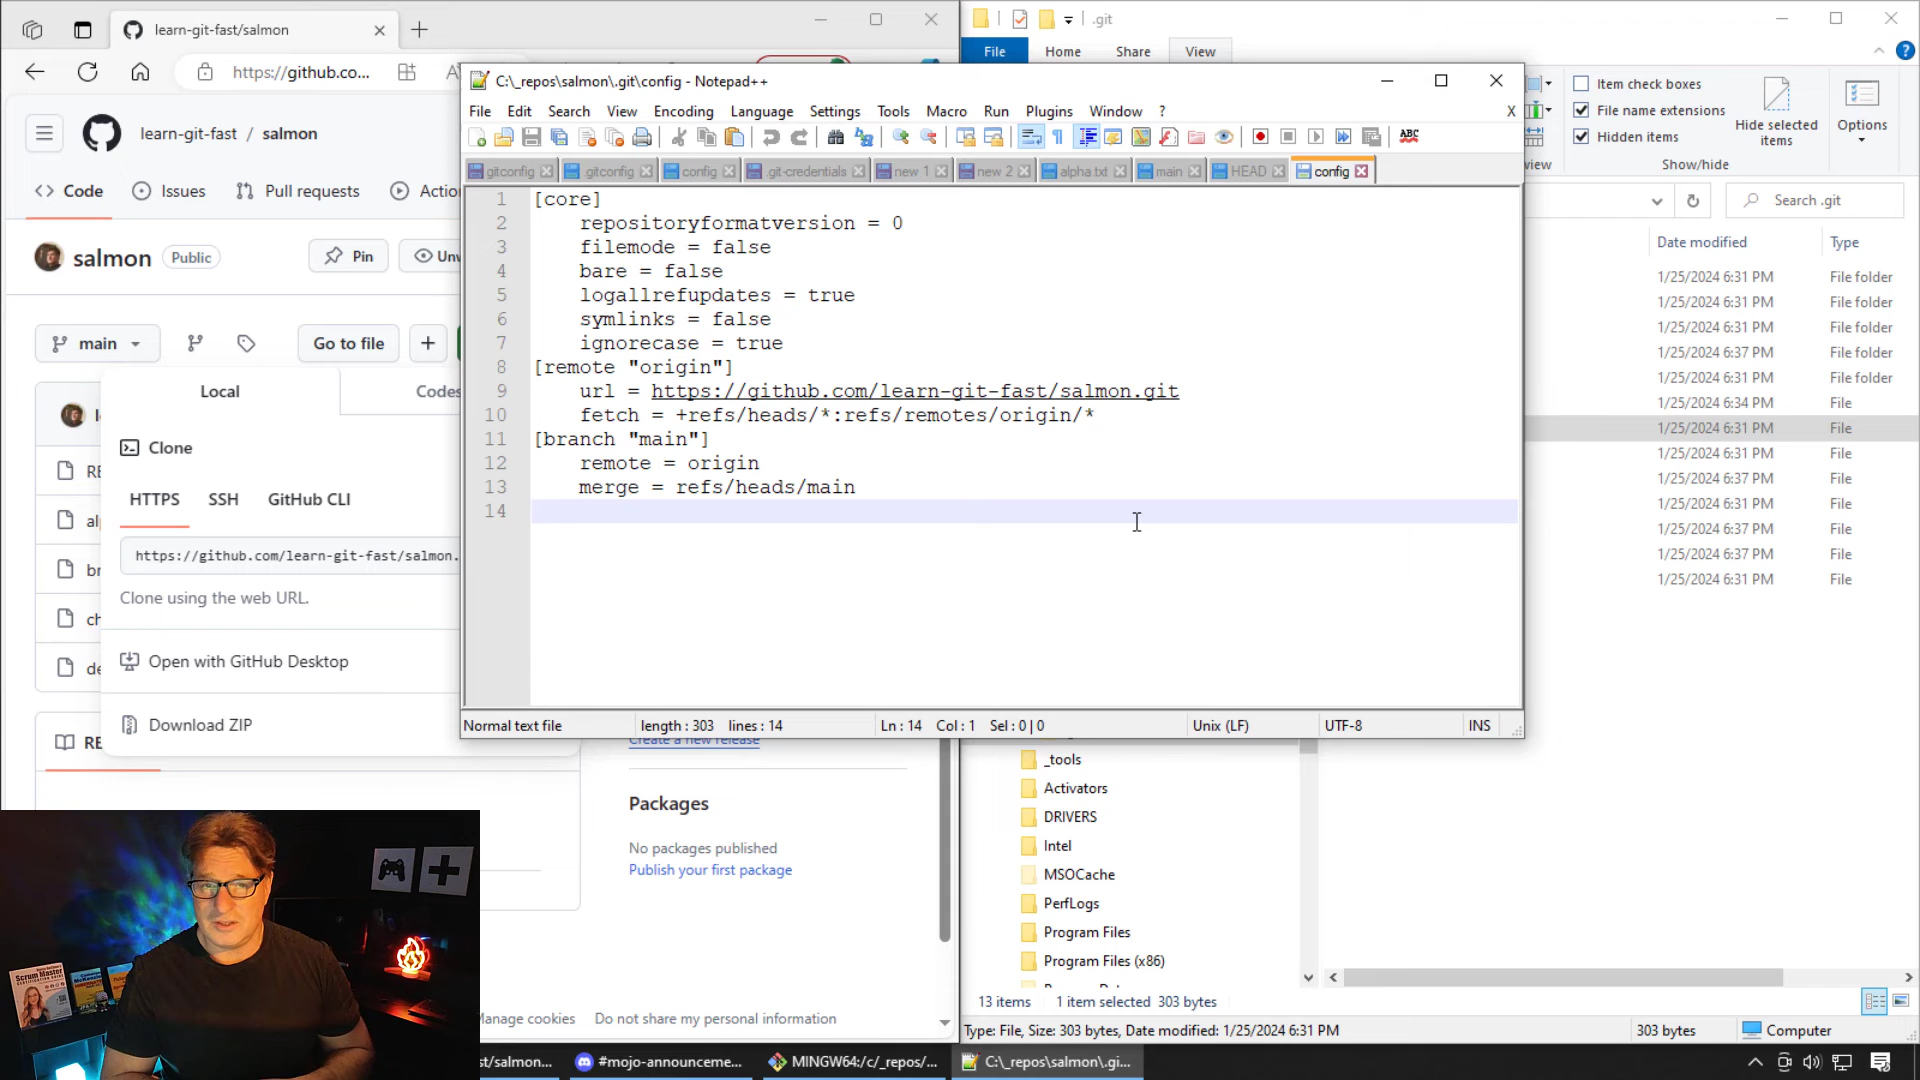 learn-git-fast/salmon
https://github.co...
learn-git-fast / salmon
Code
Issues
Pull requests
salmon
Public
Pin
main
Go to file
Local
Clone
HTTPS
SSH
GitHub CLI
https://github.com/learn-git-fast/salmon.
Clone using the web URL.
Open with GitHub Desktop
Download ZIP
Create a new release
Packages
No packages published
Publish your first package
Manage cookies
Do not share my personal information
C:\_repos\salmon\.git\config - Notepad++
File Edit Search View Encoding Language Settings Tools Macro Run Plugins Window ? X
gitconfig
.gitconfig
config
.git-credentials
new 1
new 2
alpha.txt
main
HEAD
config
1 [core]
2 repositoryformatversion = 0
3 filemode = false
4 bare = false
5 logallrefupdates = true
6 symlinks = false
7 ignorecase = true
8 [remote "origin"]
9 url = https://github.com/learn-git-fast/salmon.git
10 fetch = +refs/heads/*:refs/remotes/origin/*
11 [branch "main"]
12 remote = origin
13 merge = refs/heads/main
14
Normal text file
length : 303 lines : 14
Ln : 14 Col : 1 Sel : 0 | 0
Unix (LF)
UTF-8
INS
.git
File Home Share View
Item check boxes
File name extensions
Hidden items
Hide selected
items
Options
Show/hide
Search .git
Date modified Type
1/25/2024 6:31 PM File folder
1/25/2024 6:31 PM File folder
1/25/2024 6:31 PM File folder
1/25/2024 6:37 PM File folder
1/25/2024 6:31 PM File folder
1/25/2024 6:34 PM File
1/25/2024 6:31 PM File
1/25/2024 6:31 PM File
1/25/2024 6:37 PM File
1/25/2024 6:31 PM File
1/25/2024 6:37 PM File
1/25/2024 6:37 PM File
1/25/2024 6:31 PM File
_tools
Activators
DRIVERS
Intel
MSOCache
PerfLogs
Program Files
Program Files (x86)
13 items 1 item selected 303 bytes
Type: File, Size: 303 bytes, Date modified: 1/25/2024 6:31 PM
303 bytes
Computer
Scrum Master
st/salmon...
#mojo-announceme...
MINGW64:/c/_repos/...
C:\_repos\salmon\.gi...